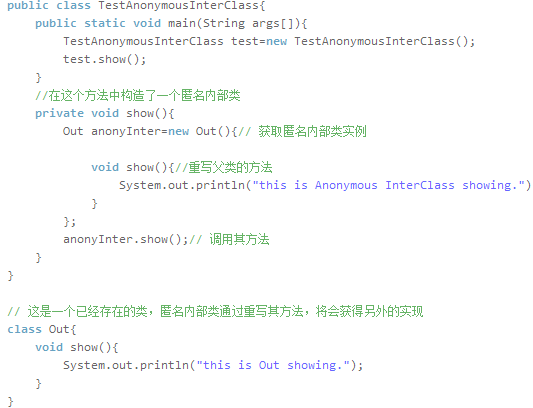 public class TestAnonymousInterClass{
    public static void main(String args[]){
        TestAnonymousInterClass test=new TestAnonymousInterClass();
        test.show();
    }
    //在这个方法中构造了一个匿名内部类
    private void show(){
        Out anonyInter=new Out(){// 获取匿名内部类实例
            void show(){//重写父类的方法
                System.out.println("this is Anonymous InterClass showing.")
            }
        };
        anonyInter.show();// 调用其方法
    }
}
// 这是一个已经存在的类，匿名内部类通过重写其方法，将会获得另外的实现
class Out{
    void show(){
        System.out.println("this is Out showing.");
    }
}